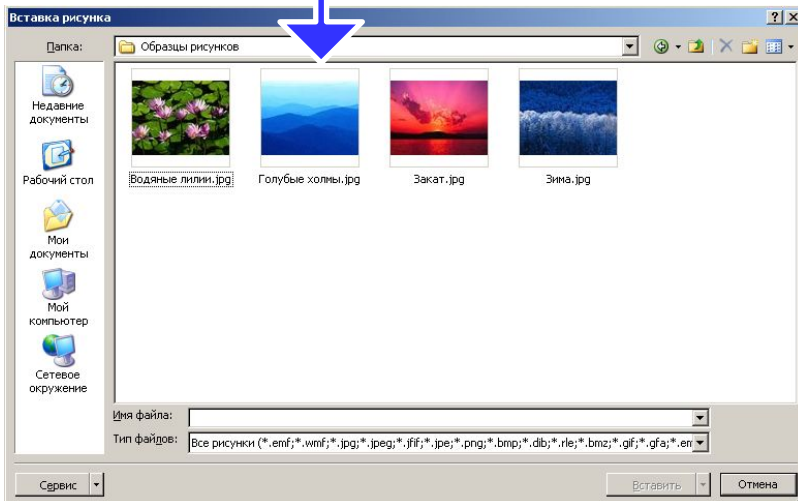 Вставка рисунка
Папка: Образцы рисунков
Недавние
документы
Рабочий стол
Мои
документы
Мой
компьютер
Сетевое
окружение
Водяные лилии.jpg Голубые холмы.jpg Закат.jpg Зима.jpg
Имя файла:
Тип файлов: Все рисунки (*.emf;*.wmf;*.jpg;*.jpeg;*.jfif;*.jpe;*.png;*.bmp;*.dib;*.rle;*.bmz;*.gif;*.gfa;*.em
Сервис Вставить Отмена